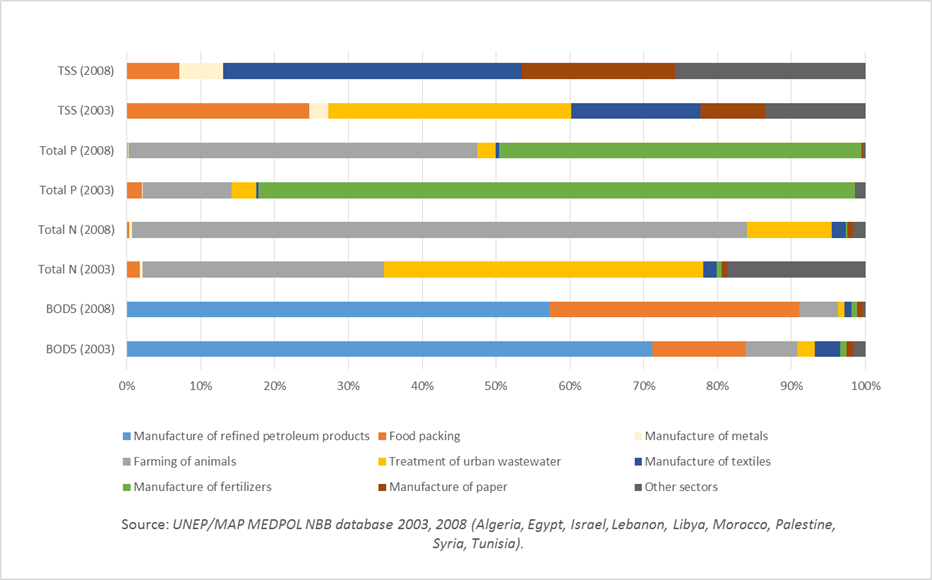 TSS (2008)
TSS (2003)
Total P (2008)
Total P (2003)
Total N (2008)
Total N (2003)
BOD5 (2008)
BOD5 (2003)
0% 10% 20% 30% 40% 50% 60% 70% 80% 90% 100%
Manufacture of refined petroleum products Food packing Manufacture of metals
Farming of animals Treatment of urban wastewater Manufacture of textiles
Manufacture of fertilizers Manufacture of paper Other sectors
Source: UNEP/MAP MEDPOL NBB database 2003, 2008 (Algeria, Egypt, Israel, Lebanon, Libya, Morocco, Palestine,
Syria, Tunisia).